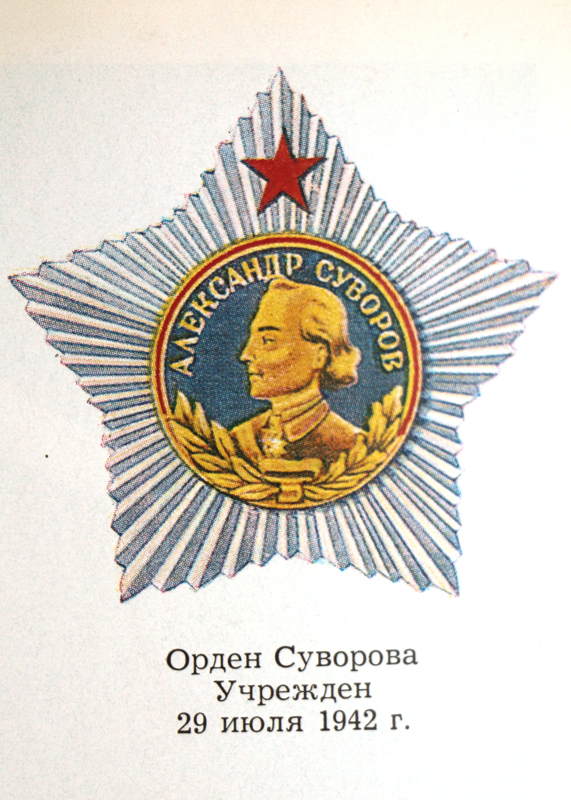 АЛЕКСАНДР СУВОРОВ
Орден Суворова
Учрежден
29 июля 1942 г.